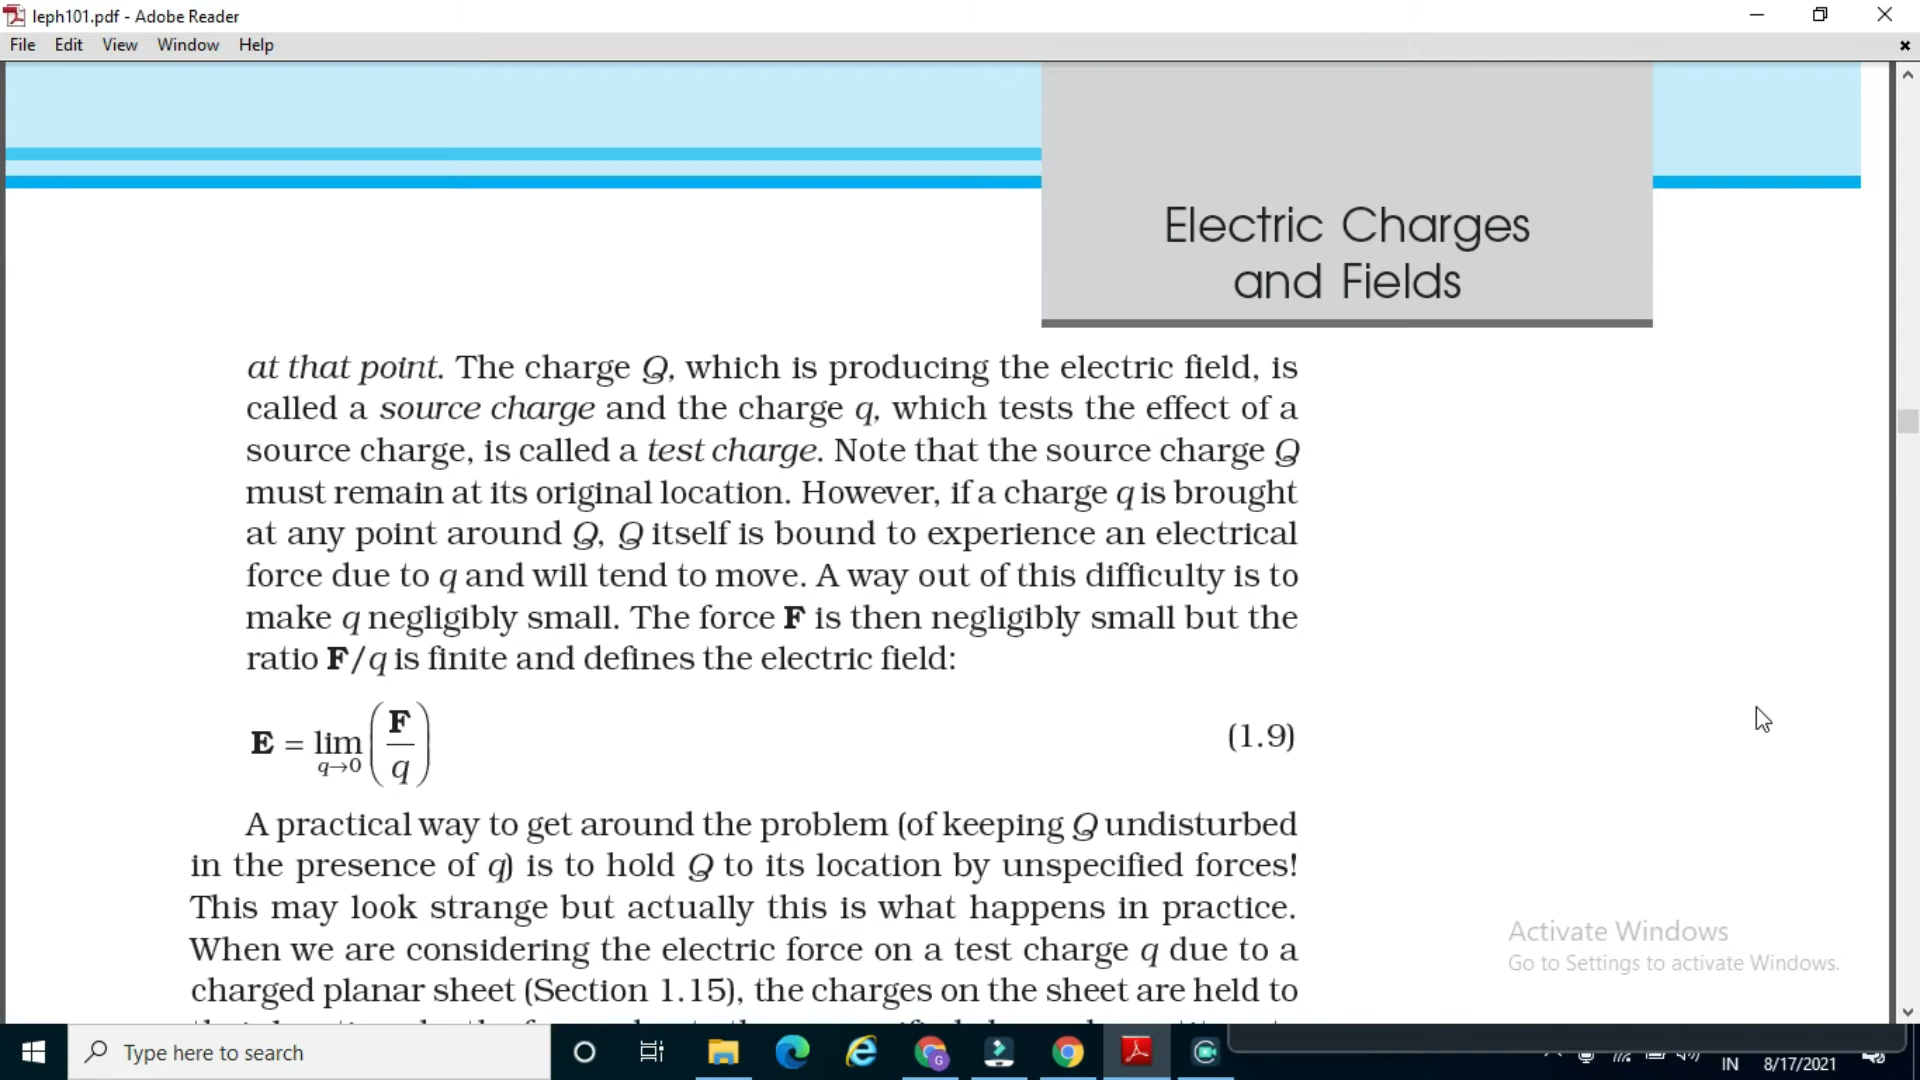 leph101.pdf - Adobe Reader
File Edit View Window Help
Electric Charges
and Fields
at that point. The charge Q, which is producing the electric field, is
called a source charge and the charge q, which tests the effect of a
source charge, is called a test charge. Note that the source charge Q
must remain at its original location. However, if a charge q is brought
at any point around Q, Q itself is bound to experience an electrical
force due to q and will tend to move. A way out of this difficulty is to
make q negligibly small. The force F is then negligibly small but the
ratio F/q is finite and defines the electric field:
E = lim q→0 (F/q) (1.9)
A practical way to get around the problem (of keeping Q undisturbed
in the presence of q) is to hold Q to its location by unspecified forces!
This may look strange but actually this is what happens in practice.
When we are considering the electric force on a test charge q due to a
charged planar sheet (Section 1.15), the charges on the sheet are held to
Activate Windows
Go to Settings to activate Windows.
Type here to search
IN 8/17/2021